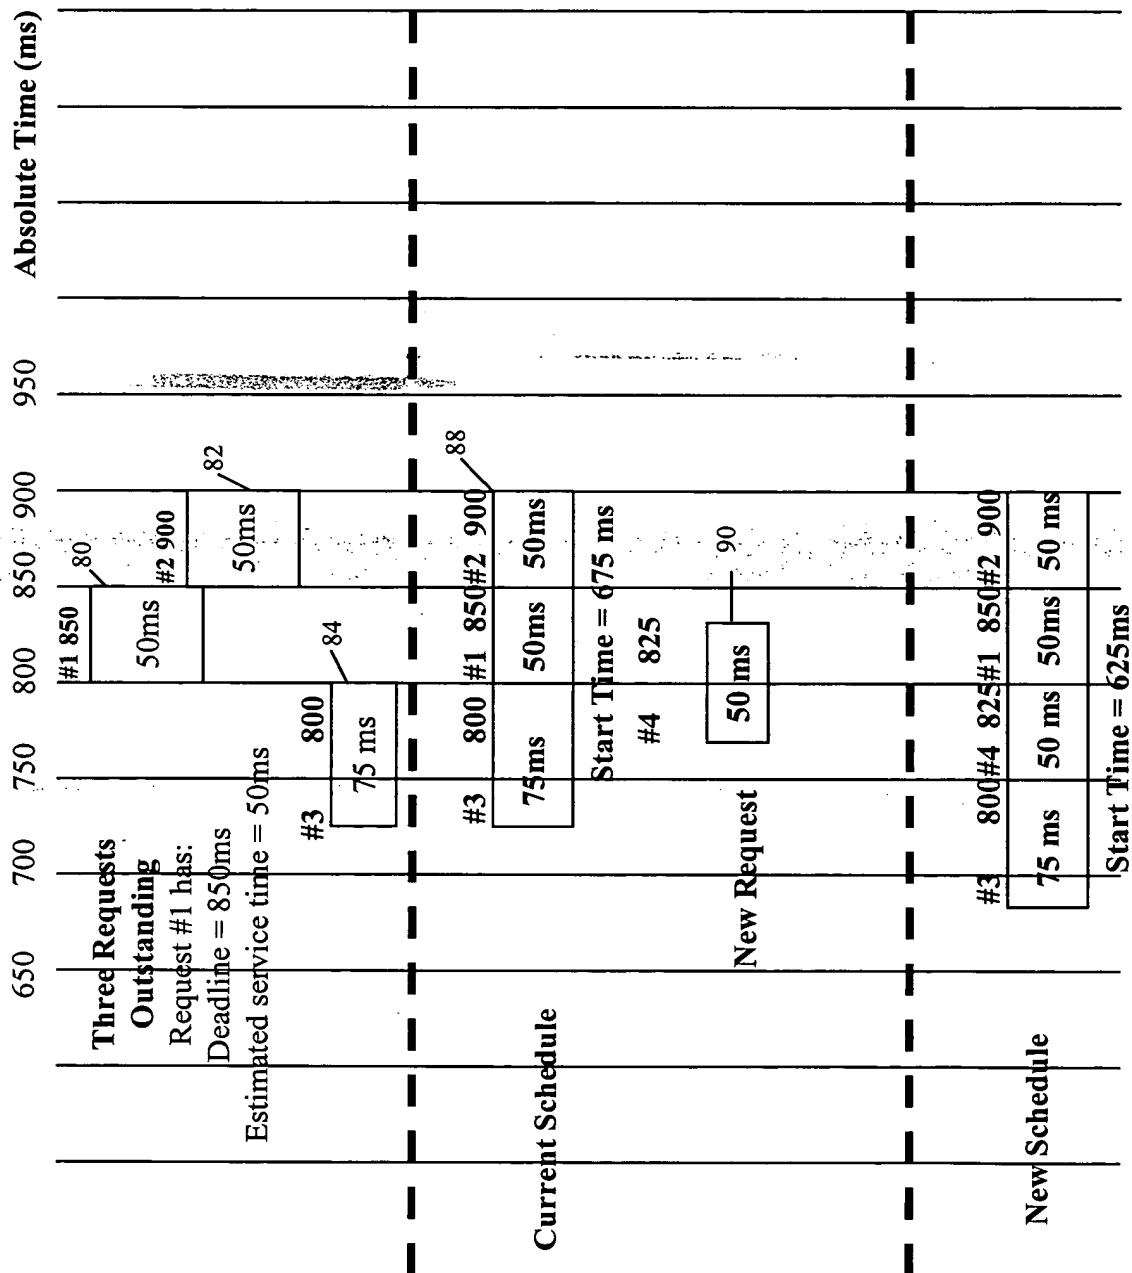 Absolute Time (ms)
650 700 750 800 850 900 950
Three Requests
Outstanding
Request #1 has:
Deadline = 850ms
Estimated service time = 50ms
#1 850
80
50ms
#2 900
82
50ms
#3 800
84
75 ms
Current Schedule
#3 800 #1 850 #2 900
88
75ms 50ms 50ms
Start Time = 675 ms
#4 825
New Request
50 ms
90
New Schedule
#3 800 #4 825 #1 850 #2 900
75 ms 50 ms 50ms 50 ms
Start Time = 625ms